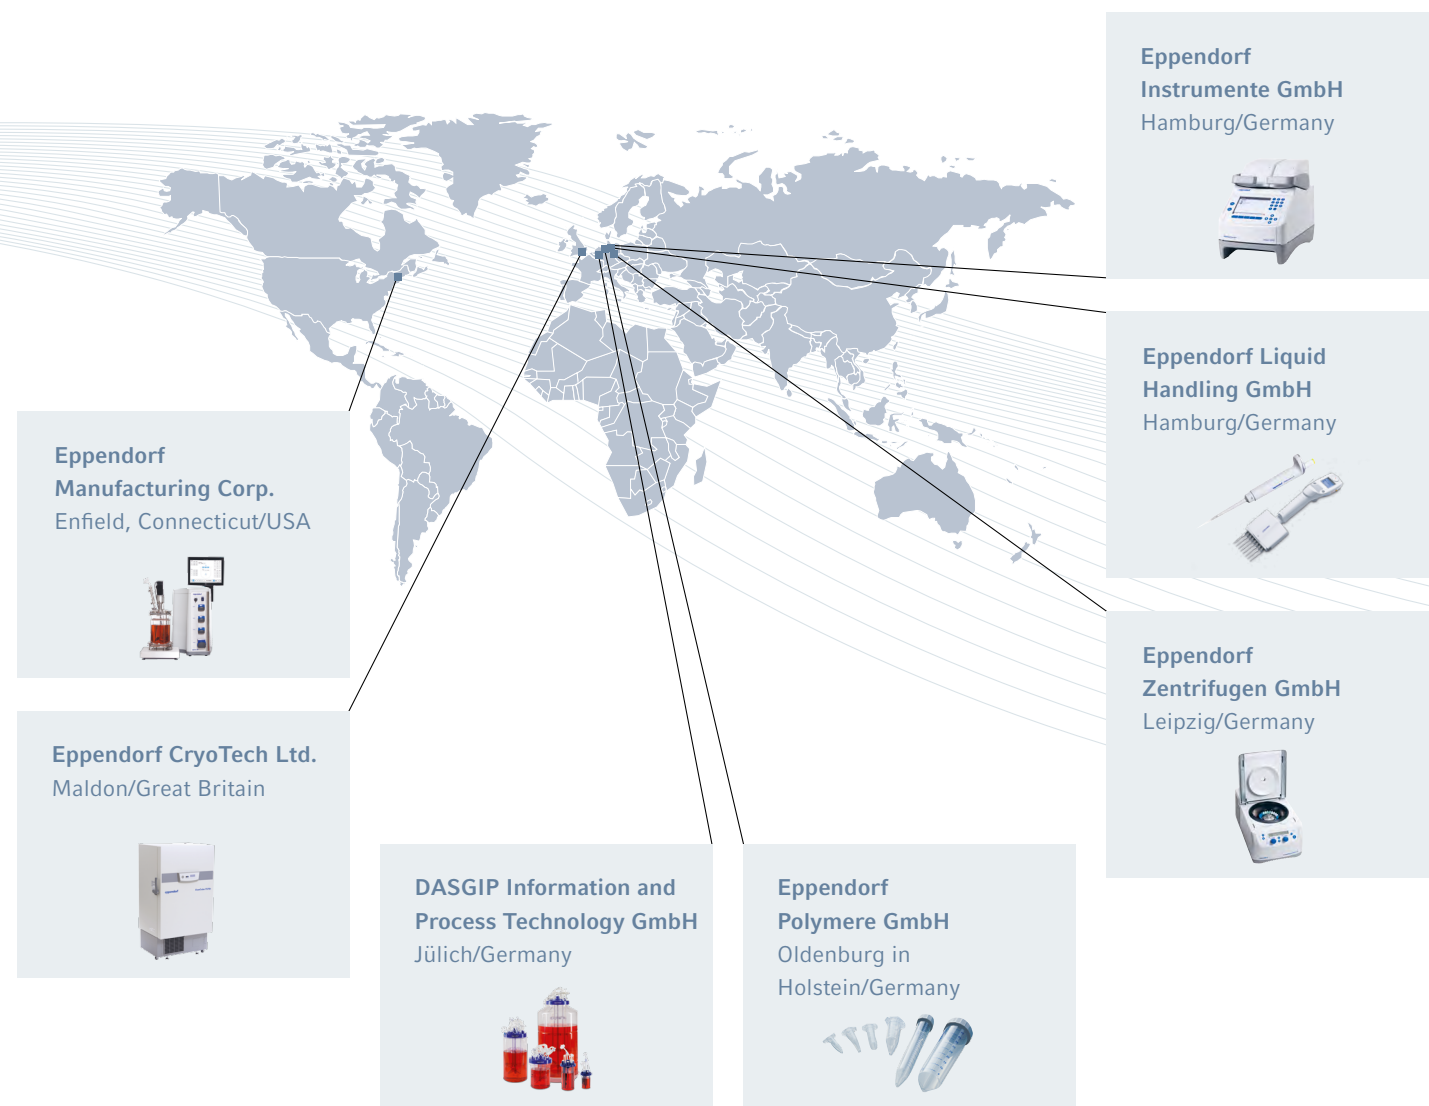 Eppendorf
Instrumente GmbH
Hamburg/Germany
Eppendorf Liquid
Handling GmbH
Hamburg/Germany
Eppendorf
Manufacturing Corp.
Enfield, Connecticut/USA
Eppendorf
Zentrifugen GmbH
Leipzig/Germany
Eppendorf CryoTech Ltd.
Maldon/Great Britain
DASGIP Information and
Process Technology GmbH
Jülich/Germany
Eppendorf
Polymere GmbH
Oldenburg in
Holstein/Germany